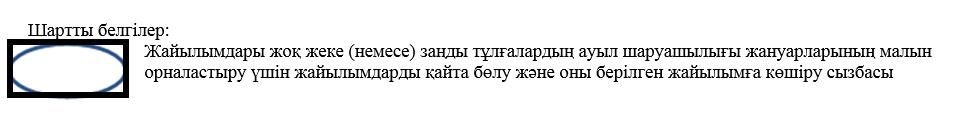 Шартты белгілер:
Жайылымдары жоқ жеке (немесе) заңды тұлғалардың ауыл шаруашылығы жануарларының малын
орналастыру үшін жайылымдарды қайта бөлу және оны берілген жайылымға көшіру сызбасы